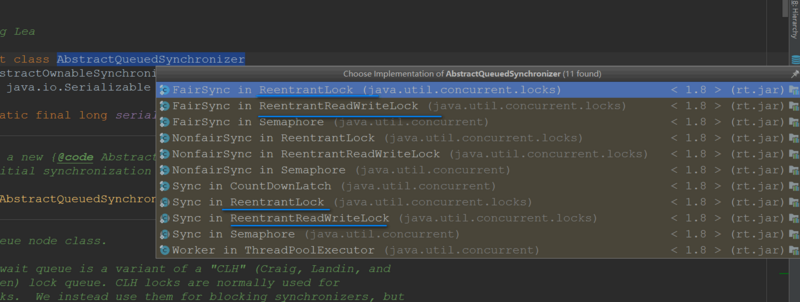 g Lea
t class AbstractQueuedSynchronizer
stractOwnableSynchroni
java.io.Serializable
atic final long serial
a new {@code Abstract
itial synchronization
AbstractQueuedSynchron
eue node class.
wait queue is a variant of a "CLH" (Craig, Landin, and
en) lock queue. CLH locks are normally used for
ks. We instead use them for blocking synchronizers, but
Choose Implementation of AbstractQueuedSynchronizer (11 found)
FairSync in ReentrantLock (java.util.concurrent.locks) < 1.8 > (rt.jar)
FairSync in ReentrantReadWriteLock (java.util.concurrent.locks) < 1.8 > (rt.jar)
FairSync in Semaphore (java.util.concurrent) < 1.8 > (rt.jar)
NonfairSync in ReentrantLock (java.util.concurrent.locks) < 1.8 > (rt.jar)
NonfairSync in ReentrantReadWriteLock (java.util.concurrent.locks) < 1.8 > (rt.jar)
NonfairSync in Semaphore (java.util.concurrent) < 1.8 > (rt.jar)
Sync in CountDownLatch (java.util.concurrent) < 1.8 > (rt.jar)
Sync in ReentrantLock (java.util.concurrent.locks) < 1.8 > (rt.jar)
Sync in ReentrantReadWriteLock (java.util.concurrent.locks) < 1.8 > (rt.jar)
Sync in Semaphore (java.util.concurrent) < 1.8 > (rt.jar)
Worker in ThreadPoolExecutor (java.util.concurrent) < 1.8 > (rt.jar)
Hierarchy